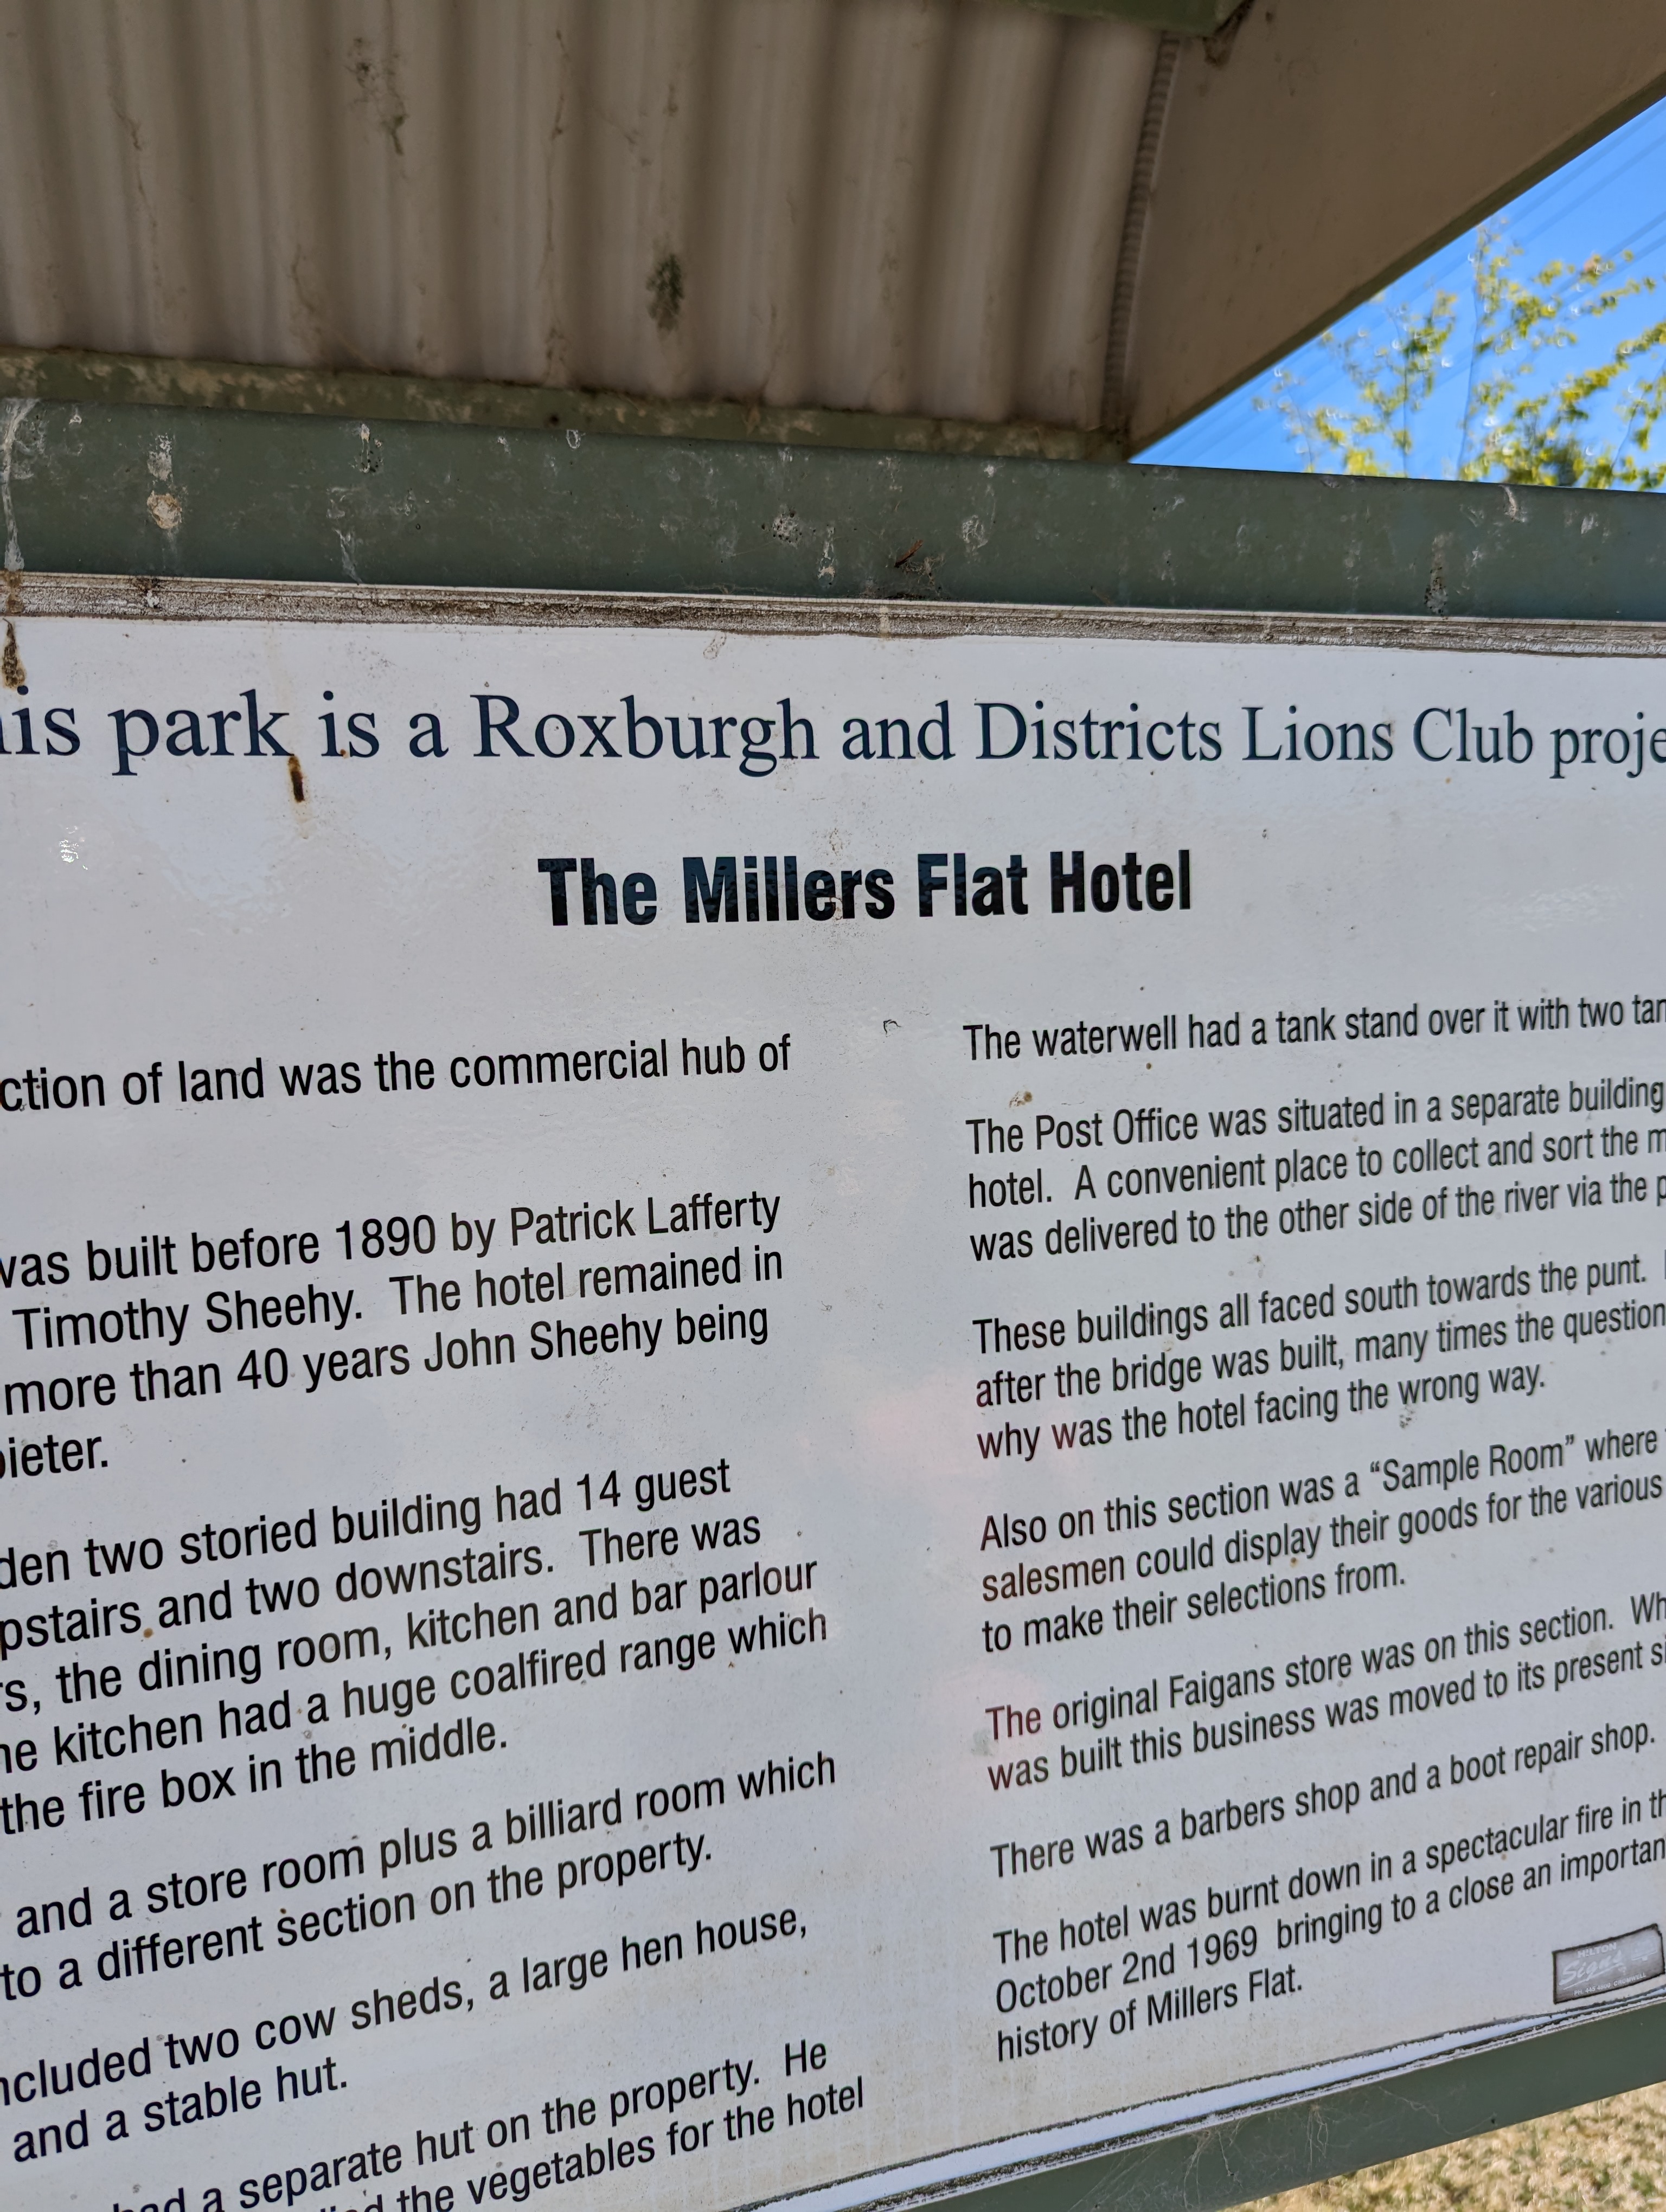 is park is a Roxburgh and Districts Lions Club
The Millers Flat Hotel
of land was the commercial hub of
was built before 1890 by Patrick Lafferty
Timothy Sheehy. The hotel remained in
more than 40 years John Sheehy being
two storied building had 14 guest
and two downstairs. There was
the dining room, kitchen and bar parlour
kitchen had a huge coalfired range which
the fire box in the middle.
and a store room plus a billiard room which
to a different section on the property.
included two cow sheds, a large hen house,
and a stable hut.
had a separate hut on the property. He
the vegetables for the hotel
The waterwell had a tank stand over it with two
The Post Office was situated in a separate building
hotel. A convenient place to collect and sort the
was delivered to the other side of the river via the
These buildings all faced south towards the punt.
after the bridge was built, many times the question
why was the hotel facing the wrong way.
Also on this section was a “Sample Room” where
salesmen could display their goods for the various
to make their selections from.
The original Faigans store was on this section.
was built this business was moved to its present
There was a barbers shop and a boot repair shop.
The hotel was burnt down in a spectacular fire in
October 2nd 1969 bringing to a close an
history of Millers Flat.
MILTON
Signs